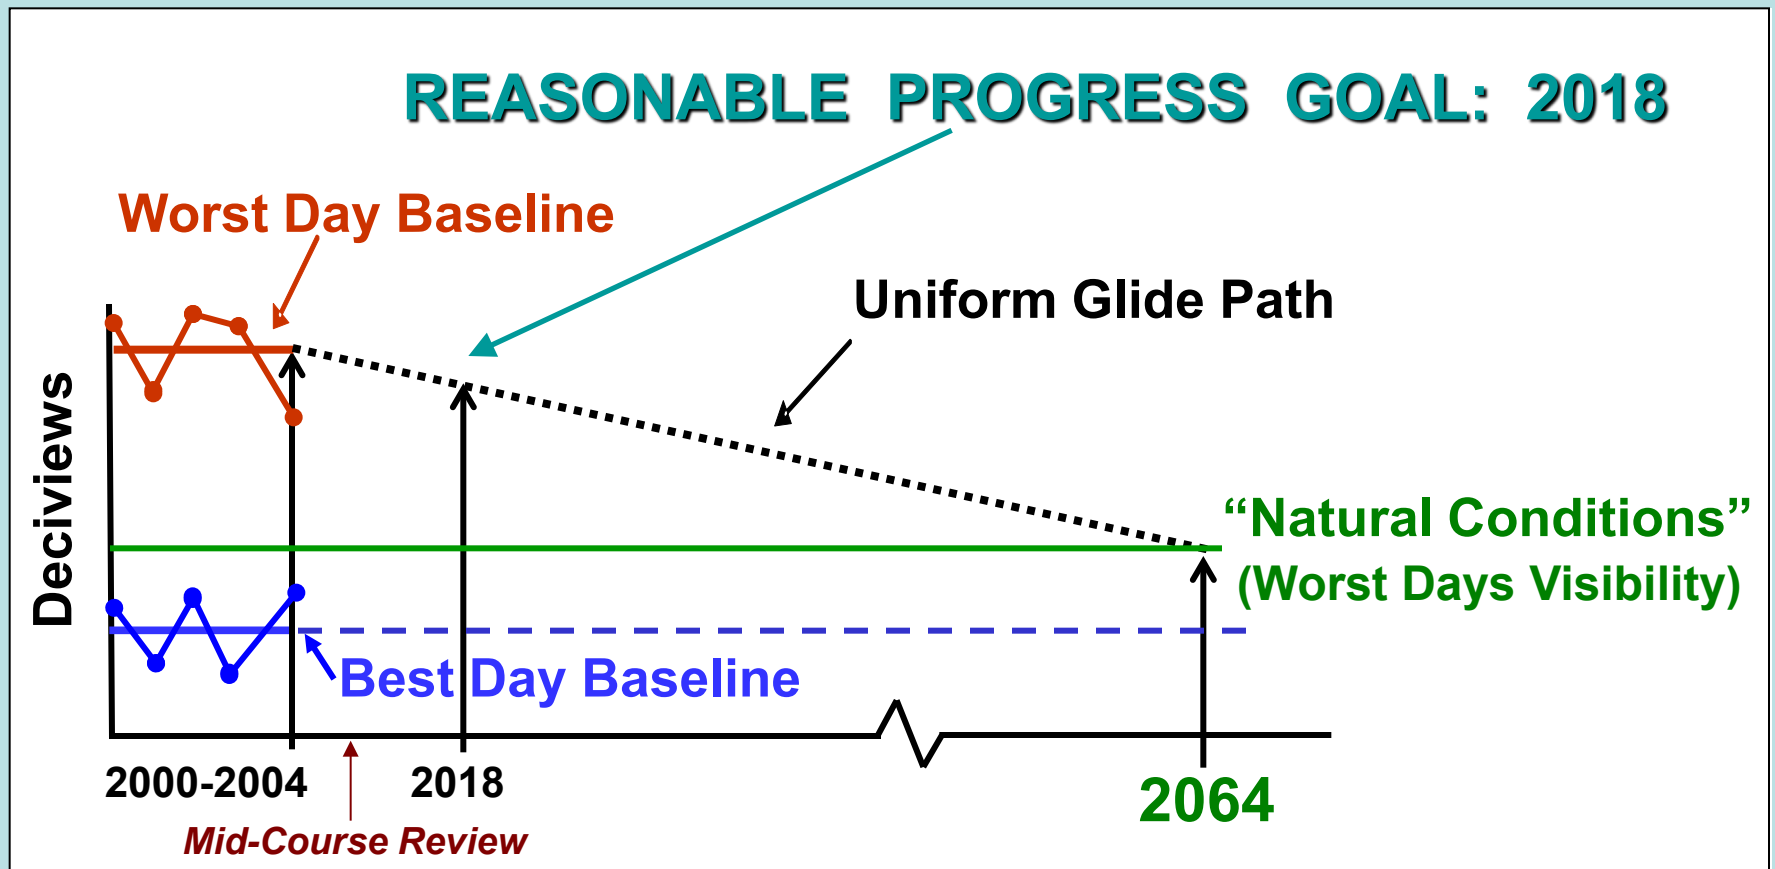 REASONABLE PROGRESS GOAL: 2018
Worst Day Baseline
Uniform Glide Path
Deciviews
“Natural Conditions”
(Worst Days Visibility)
Best Day Baseline
2000-2004
2018
2064
Mid-Course Review